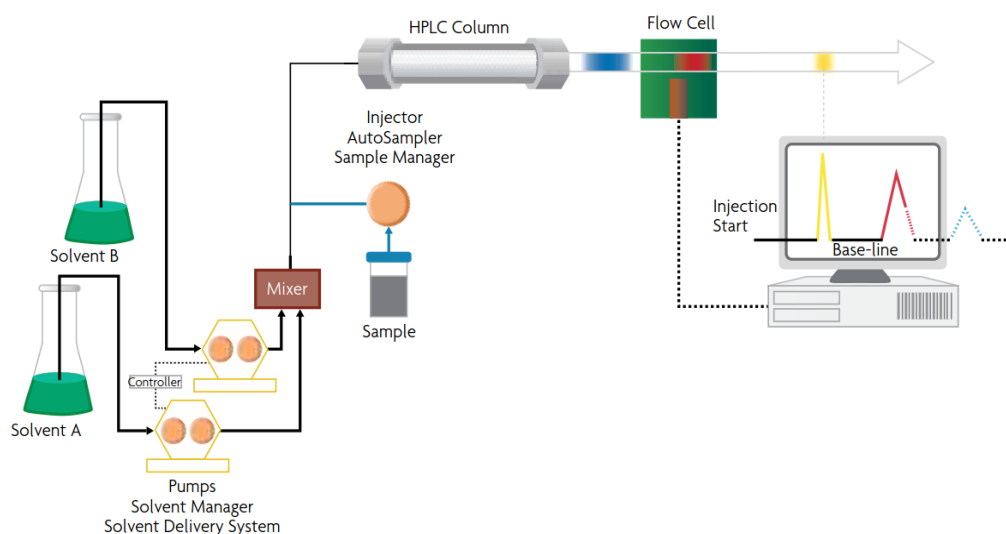 HPLC Column
Flow Cell
Injector
AutoSampler
Sample Manager
Solvent B
Injection
Start
Base-line
Mixer
Sample
Controller
Solvent A
Pumps
Solvent Manager
Solvent Delivery System